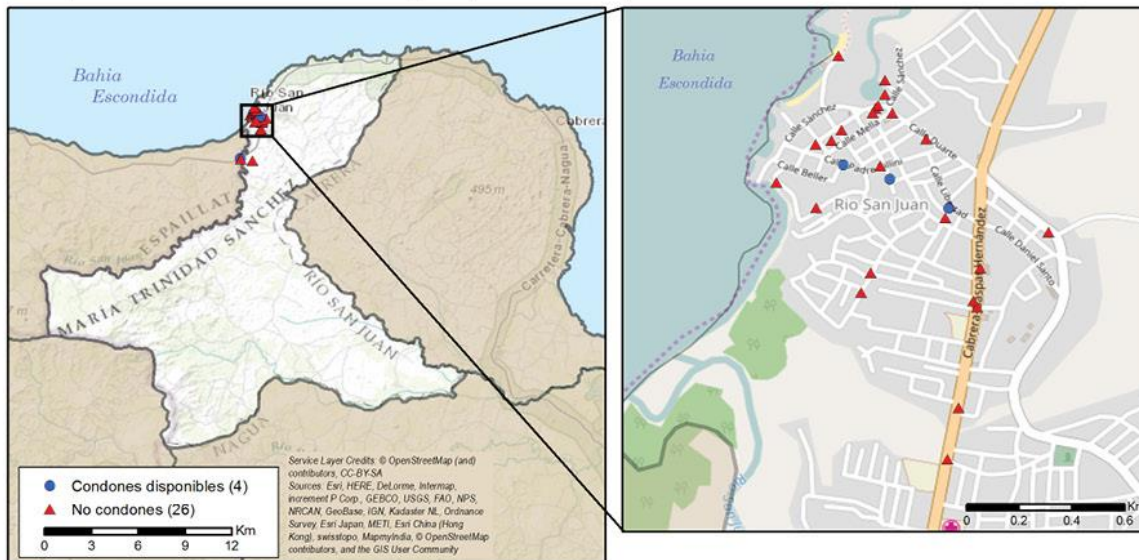 Bahia
Escondida
Rio San
Juan
Cabrera
495 m
ESPAILLAT
CABRERA
MARÍA TRINIDAD SÁNCHEZ
Carretera-Cabrera-Nagua
RÍO SAN JUAN
NAGUA
Condones disponibles (4)
No condones (26)
Km
0 3 6 9 12
Service Layer Credits: © OpenStreetMap (and)
contributors, CC-BY-SA
Sources: Esri, HERE, DeLorme, Intermap,
increment P Corp., GEBCO, USGS, FAO, NPS,
NRCAN, GeoBase, IGN, Kadaster NL, Ordnance
Survey, Esri Japan, METI, Esri China (Hong
Kong), swisstopo, MapmyIndia, © OpenStreetMap
contributors, and the GIS User Community
Bahia
Escondida
Calle Sánchez
Calle Sánchez
Calle Mella
Calle Duarte
Calle Beller
Calle Libertad
Rio San Juan
Calle Daniel Santo
Km
0 0.2 0.4 0.6